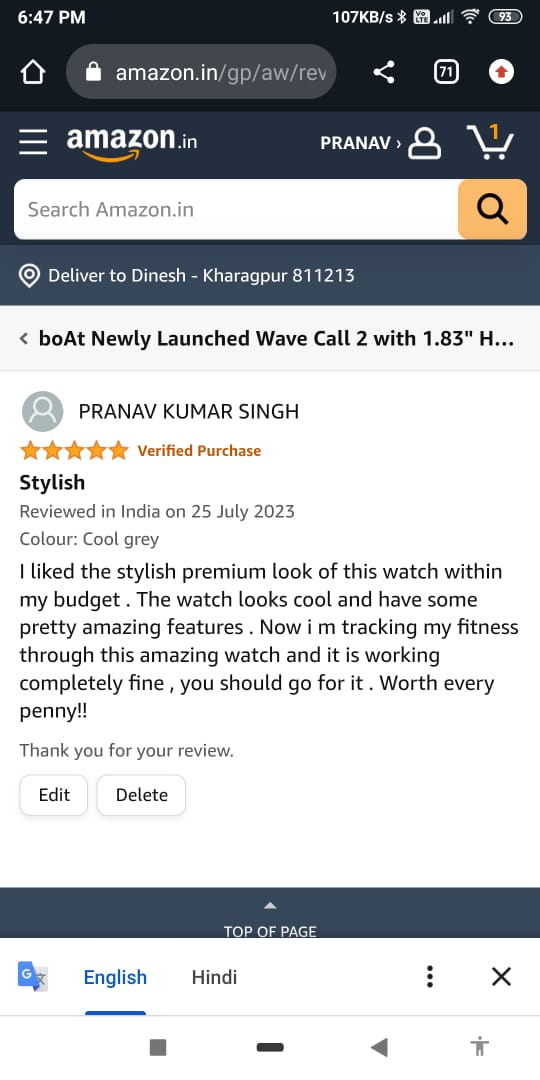 6:47 PM
107KB/s Vo LTE 93
amazon.in/gp/aw/rev
71
amazon.in
PRANAV ›
1
Search Amazon.in
Deliver to Dinesh - Kharagpur 811213
‹ boAt Newly Launched Wave Call 2 with 1.83" H...
PRANAV KUMAR SINGH
Verified Purchase
Stylish
Reviewed in India on 25 July 2023
Colour: Cool grey
I liked the stylish premium look of this watch within
my budget . The watch looks cool and have some
pretty amazing features . Now i m tracking my fitness
through this amazing watch and it is working
completely fine , you should go for it . Worth every
penny!!
Thank you for your review.
Edit
Delete
TOP OF PAGE
G 文
English
Hindi